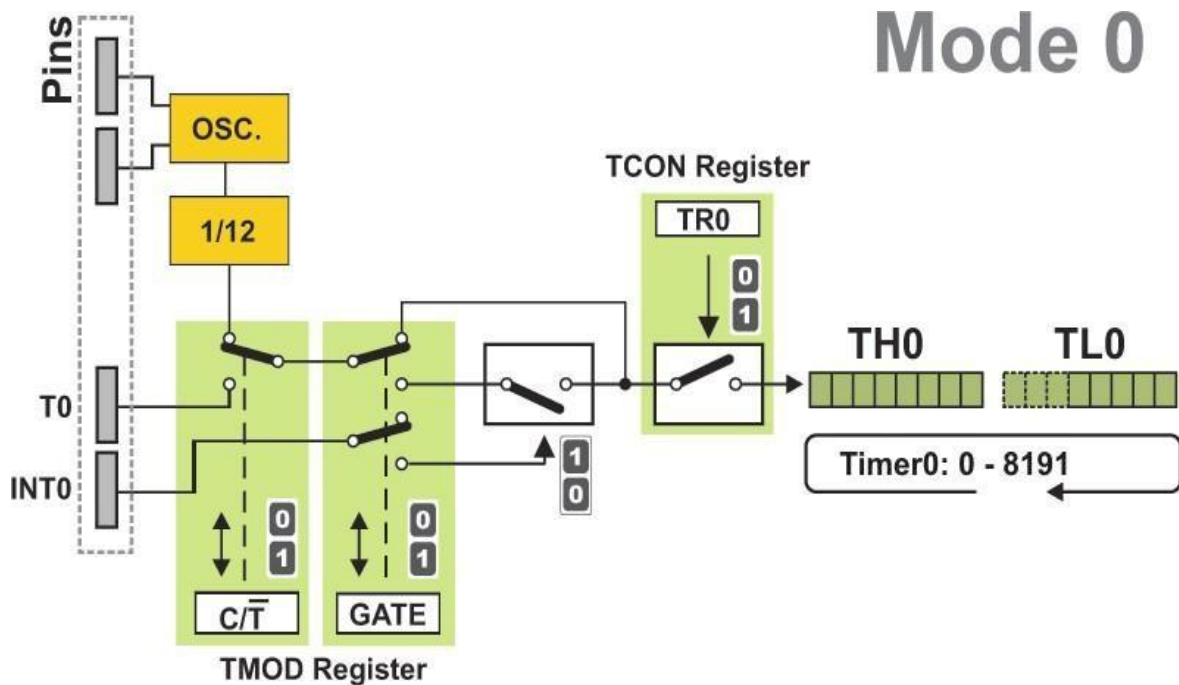 Mode 0
Pins
OSC.
1/12
TCON Register
TR0
0
1
TH0 TL0
T0
INT0
1
0
Timer0: 0 - 8191
0
1
0
1
C/T̅
GATE
TMOD Register